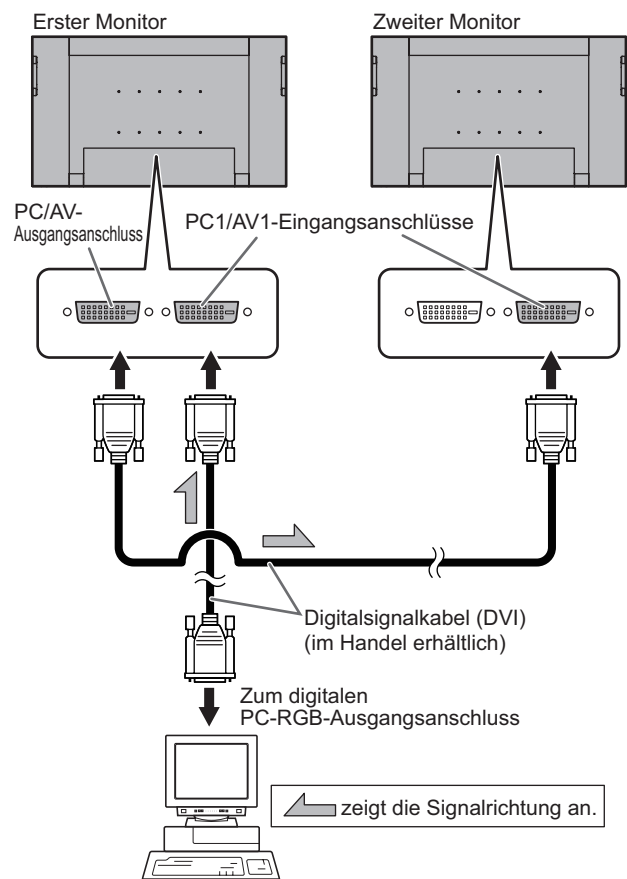 Erster Monitor
Zweiter Monitor
PC/AV-
Ausgangsanschluss
PC1/AV1-Eingangsanschlüsse
Digitalsignalkabel (DVI)
(im Handel erhältlich)
Zum digitalen
PC-RGB-Ausgangsanschluss
zeigt die Signalrichtung an.